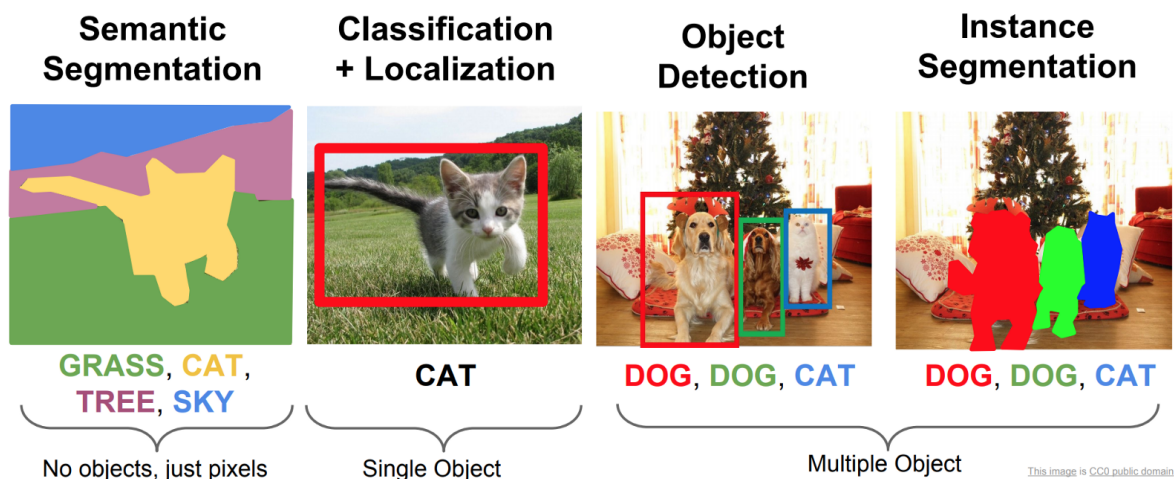 Semantic
Segmentation
Classification
+ Localization
Object
Detection
Instance
Segmentation
GRASS, CAT,
TREE, SKY
CAT
DOG, DOG, CAT
DOG, DOG, CAT
No objects, just pixels
Single Object
Multiple Object
This image is CC0 public domain